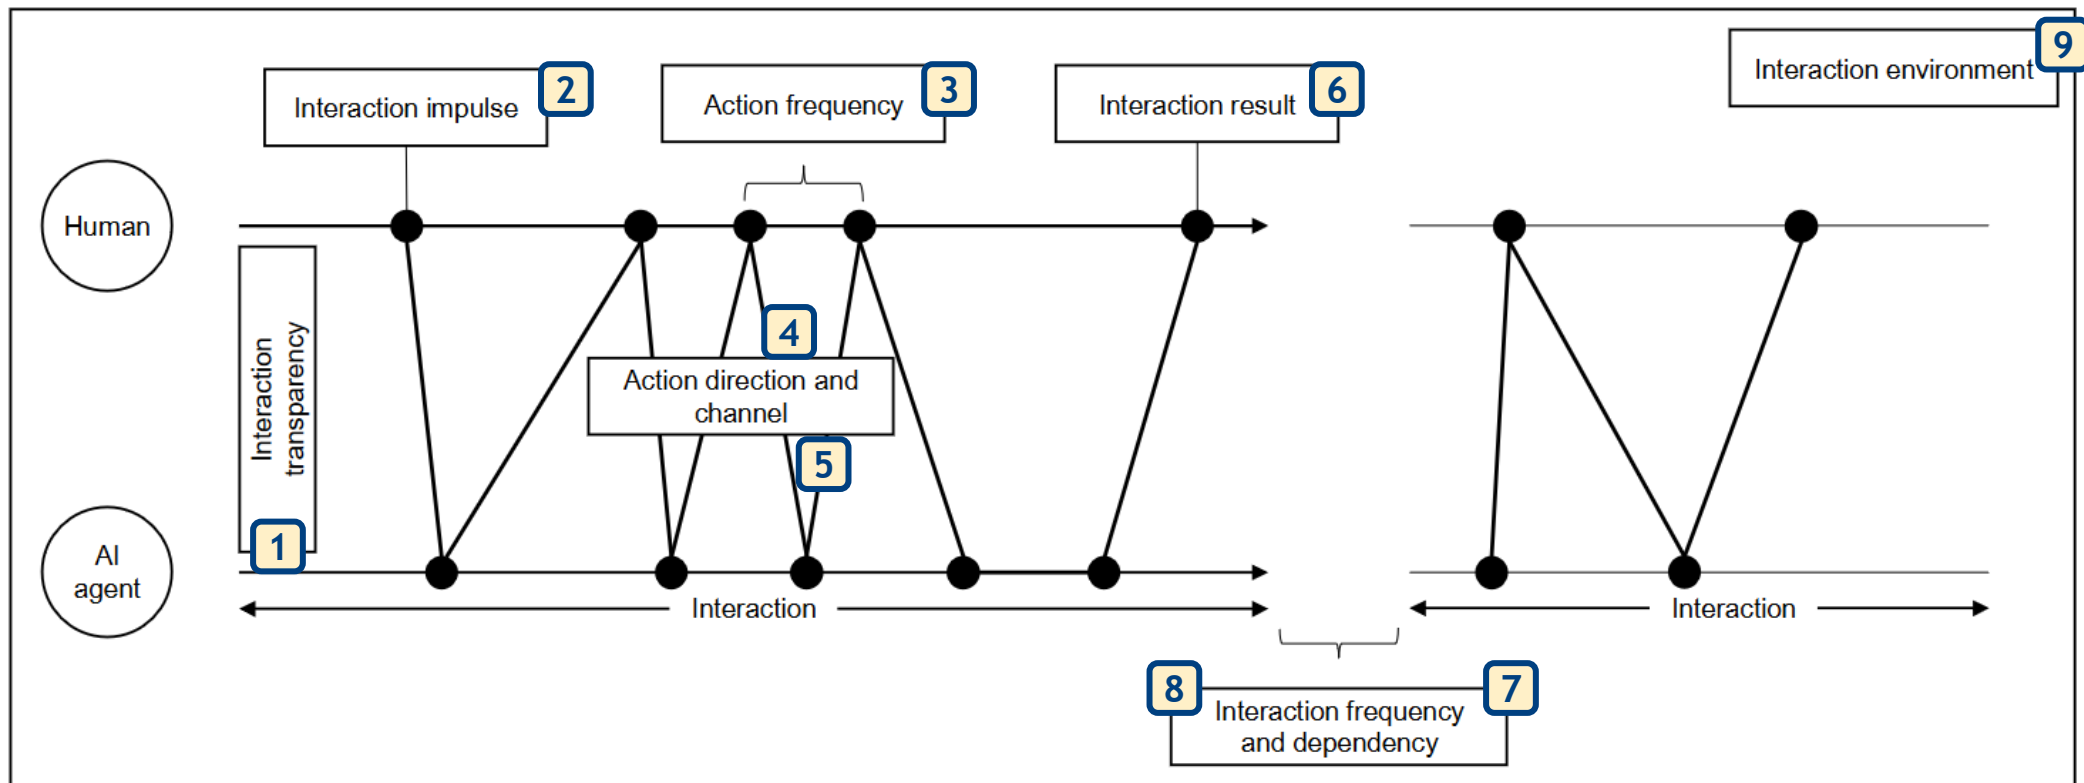 9
Interaction environment
2
Interaction impulse
3
Action frequency
6
Interaction result
Human
4
Action direction and
channel
5
Interaction
transparency
1
AI
agent
Interaction
Interaction
8
7
Interaction frequency
and dependency